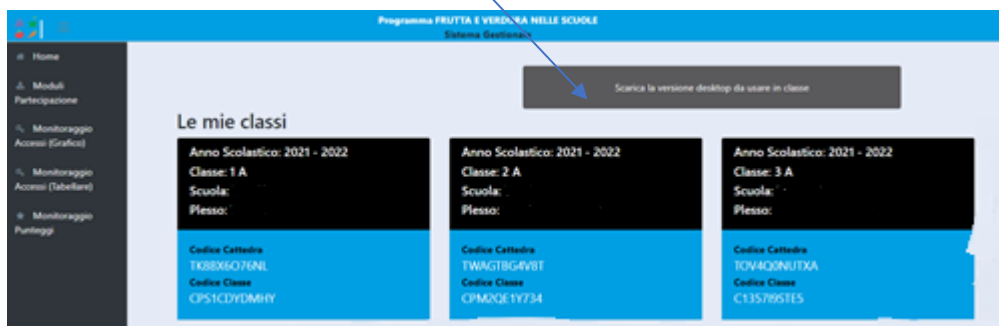 Programma FRUTTA E VERDURA NELLE SCUOLE
Sistema Gestionale
Home
Moduli
Partecipazione
Monitoraggio
Accessi (Grafico)
Monitoraggio
Accessi (Tabellare)
Monitoraggio
Punteggi
Scarica la versione desktop da usare in classe
Le mie classi
Anno Scolastico: 2021 - 2022
Classe: 1 A
Scuola:
Plesso:
Codice Cattedra
TK88X6O76NL
Codice Classe
CPS1CDYDMHY
Anno Scolastico: 2021 - 2022
Classe: 2 A
Scuola:
Plesso:
Codice Cattedra
TWAGTBG4V8T
Codice Classe
CPM2QE1Y734
Anno Scolastico: 2021 - 2022
Classe: 3 A
Scuola:
Plesso:
Codice Cattedra
TOV4Q0NUTXA
Codice Classe
C1357I9STE5